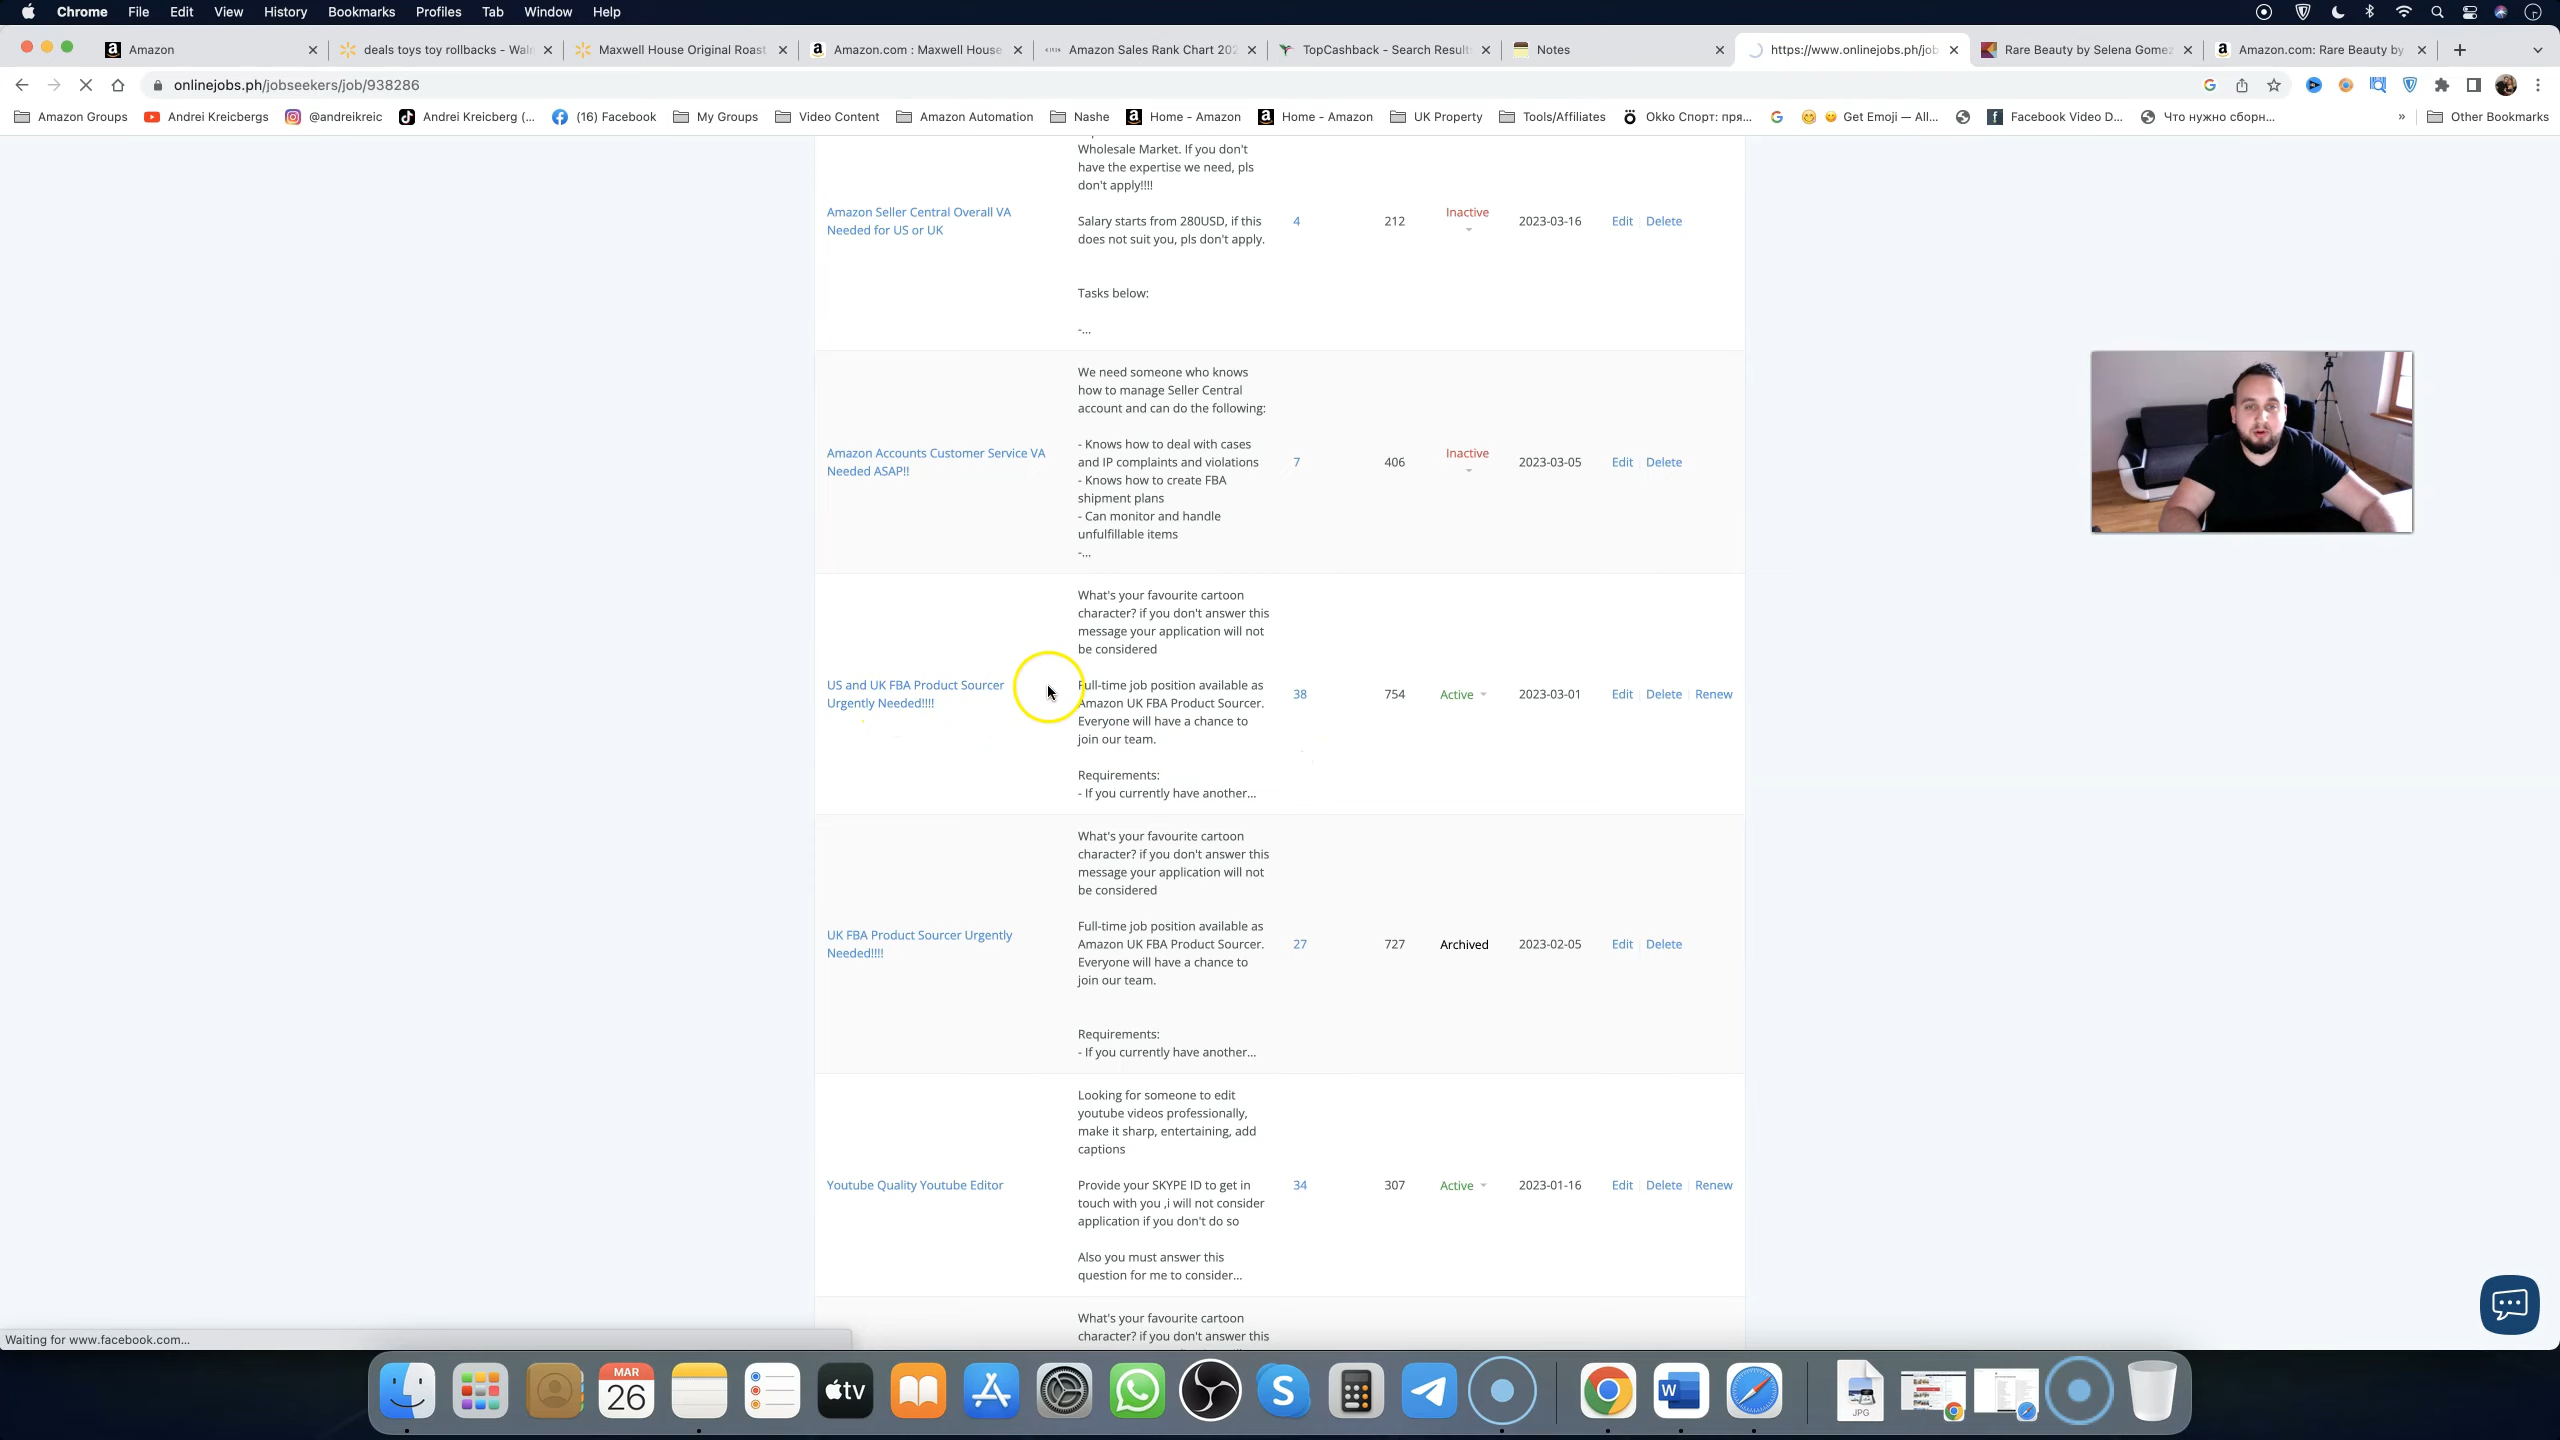 Chrome File Edit View History Bookmarks Profiles Tab Window Help
Amazon
deals toys toy rollbacks - Wal
Maxwell House Original Roast
Amazon.com : Maxwell House
Amazon Sales Rank Chart 202
TopCashback - Search Results
Notes
https://www.onlinejobs.ph/job
Rare Beauty by Selena Gomez
Amazon.com: Rare Beauty by
onlinejobs.ph/jobseekers/job/938286
Amazon Groups
Andrei Kreicbergs
@andreikreic
Andrei Kreicberg (...
(16) Facebook
My Groups
Video Content
Amazon Automation
Nashe
Home - Amazon
Home - Amazon
UK Property
Tools/Affiliates
Okko Спорт: пря...
Get Emoji — All...
Facebook Video D...
Что нужно сборн...
»
Other Bookmarks
Wholesale Market. If you don't
have the expertise we need, pls
don't apply!!!!
Amazon Seller Central Overall VA
Needed for US or UK
Salary starts from 280USD, if this
does not suit you, pls don't apply.
Tasks below:
-...
4 212 Inactive 2023-03-16 Edit Delete
We need someone who knows
how to manage Seller Central
account and can do the following:
Amazon Accounts Customer Service VA
Needed ASAP!!
- Knows how to deal with cases
and IP complaints and violations
- Knows how to create FBA
shipment plans
- Can monitor and handle
unfulfillable items
-...
7 406 Inactive 2023-03-05 Edit Delete
What's your favourite cartoon
character? if you don't answer this
message your application will not
be considered
US and UK FBA Product Sourcer
Urgently Needed!!!!
Full-time job position available as
Amazon UK FBA Product Sourcer.
Everyone will have a chance to
join our team.
Requirements:
- If you currently have another...
38 754 Active 2023-03-01 Edit Delete Renew
What's your favourite cartoon
character? if you don't answer this
message your application will not
be considered
UK FBA Product Sourcer Urgently
Needed!!!!
Full-time job position available as
Amazon UK FBA Product Sourcer.
Everyone will have a chance to
join our team.
Requirements:
- If you currently have another...
27 727 Archived 2023-02-05 Edit Delete
Looking for someone to edit
youtube videos professionally,
make it sharp, entertaining, add
captions
Youtube Quality Youtube Editor
Provide your SKYPE ID to get in
touch with you ,i will not consider
application if you don't do so
Also you must answer this
question for me to consider...
34 307 Active 2023-01-16 Edit Delete Renew
What's your favourite cartoon
character? if you don't answer this
Waiting for www.facebook.com...
MAR
26
tv
JPG